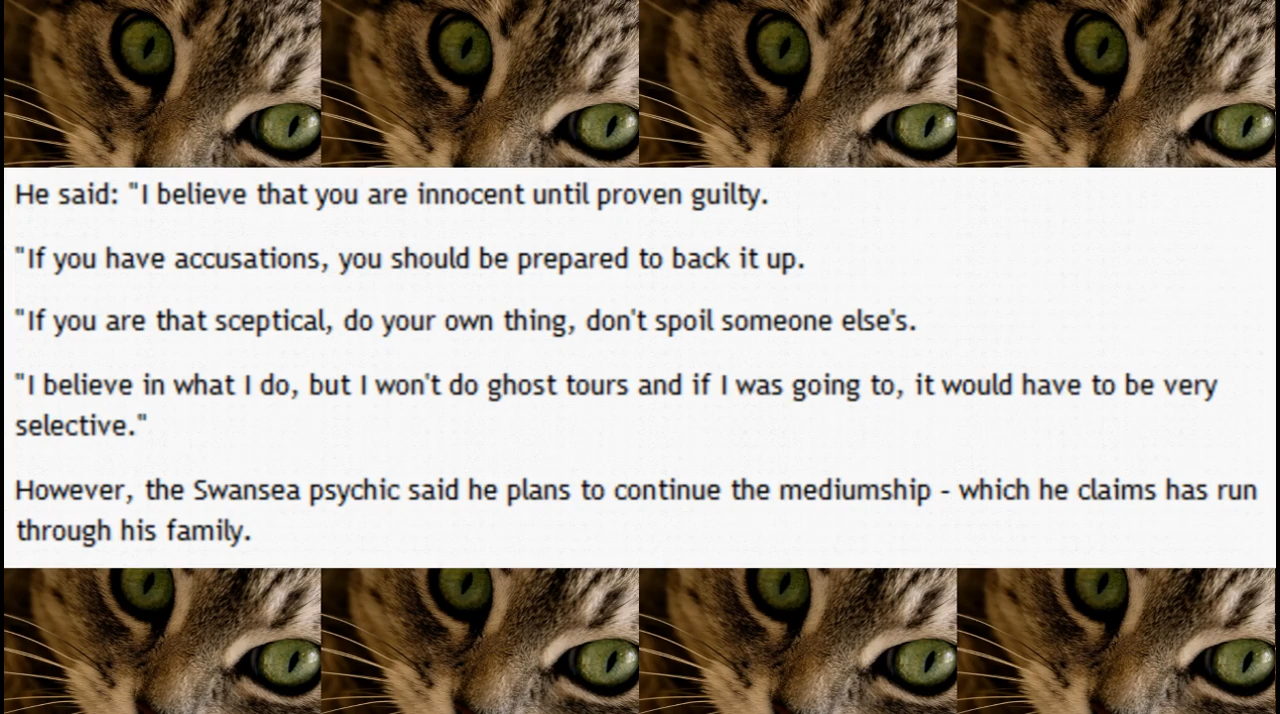 He said: "I believe that you are innocent until proven guilty.
"If you have accusations, you should be prepared to back it up.
"If you are that sceptical, do your own thing, don't spoil someone else's.
"I believe in what I do, but I won't do ghost tours and if I was going to, it would have to be very
selective."
However, the Swansea psychic said he plans to continue the mediumship - which he claims has run
through his family.